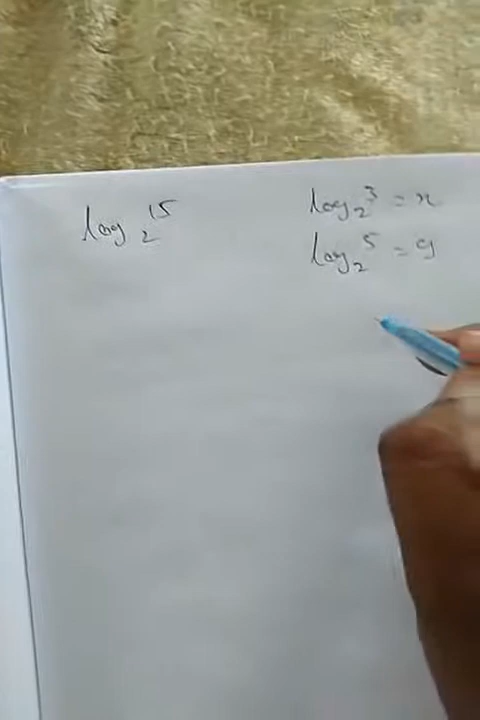 log₂¹⁵
log₂³ = x
log₂⁵ = y